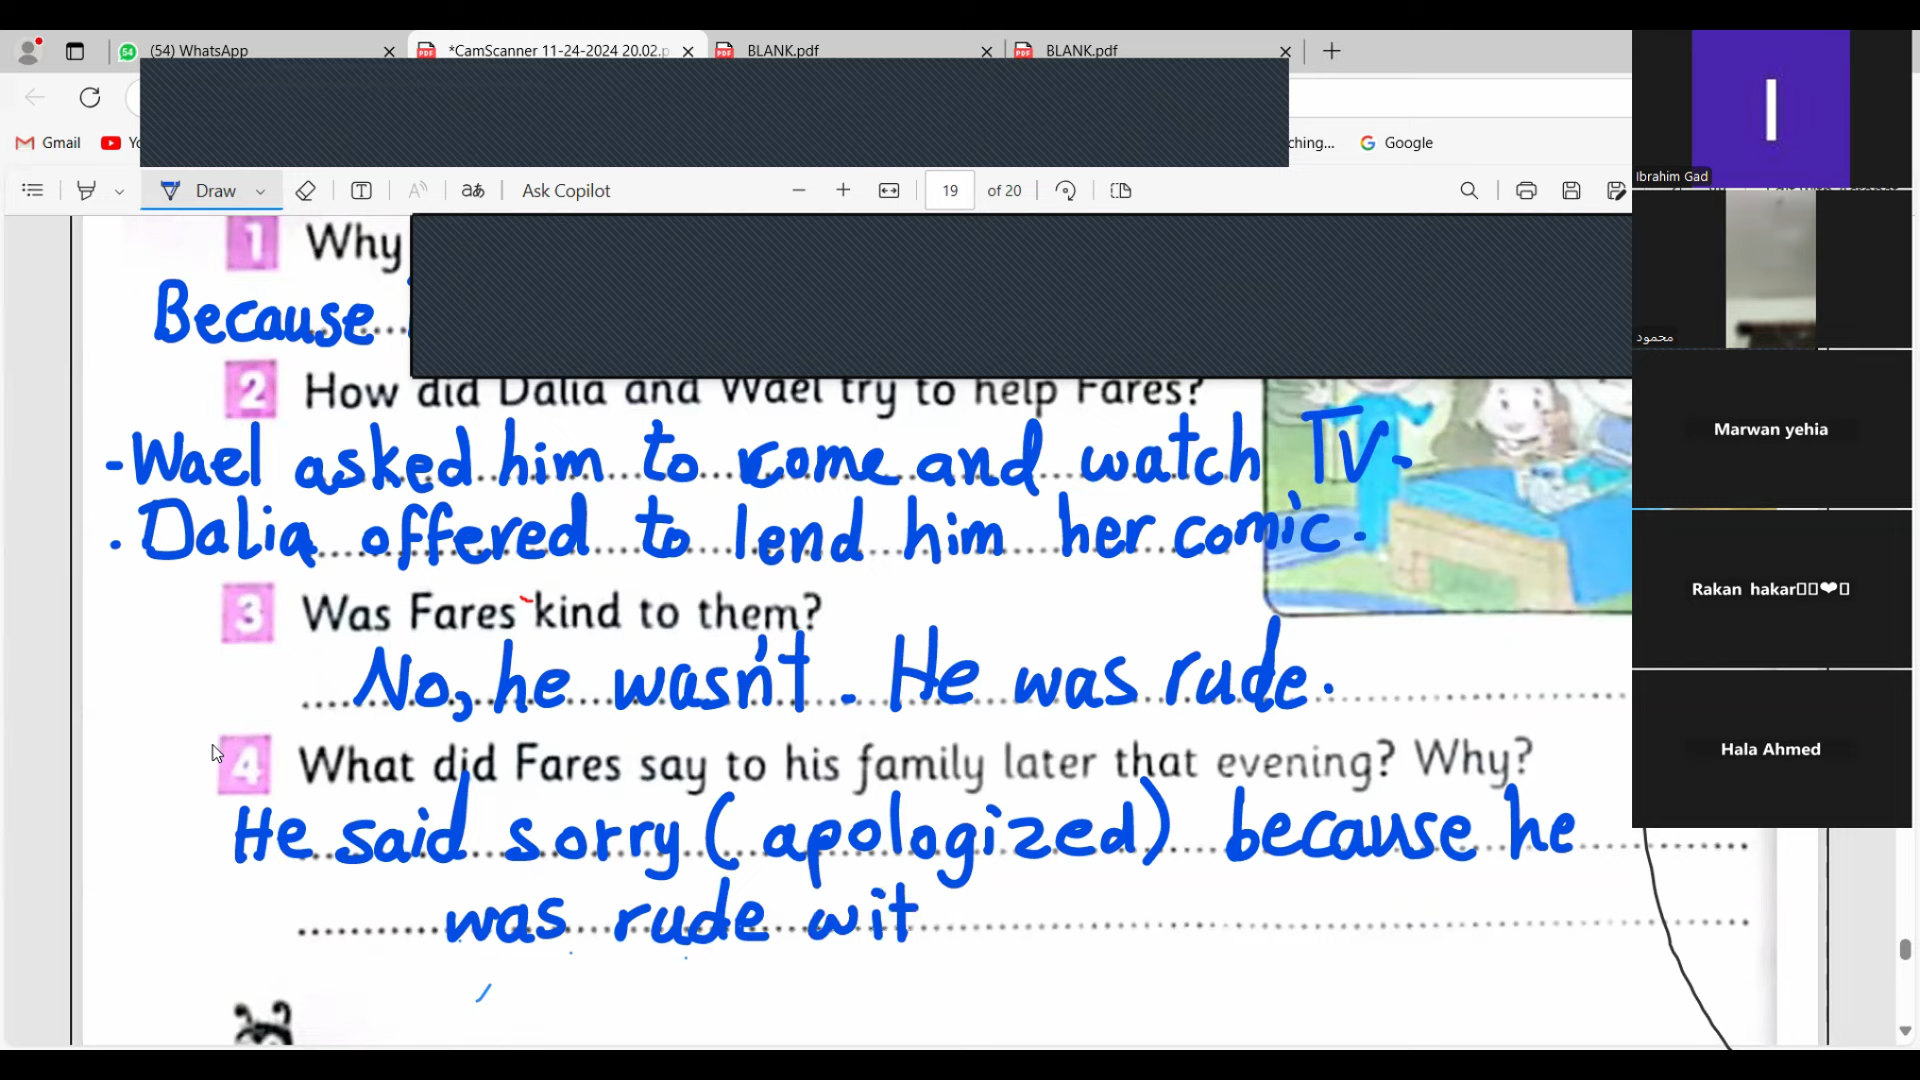 (54) WhatsApp
*CamScanner 11-24-2024 20.02.p
BLANK.pdf
BLANK.pdf
Gmail
ching...
Google
Draw
Ask Copilot
19 of 20
1 Why
Because
2 How did Dalia and Wael try to help Fares?
-Wael asked him to come and watch TV.
. Dalia offered to lend him her comic.
3 Was Fares kind to them?
No, he wasn't. He was rude.
4 What did Fares say to his family later that evening? Why?
He said sorry (apologized) because he
was rude wit
I
Ibrahim Gad
محمود
Marwan yehia
Rakan hakar
Hala Ahmed